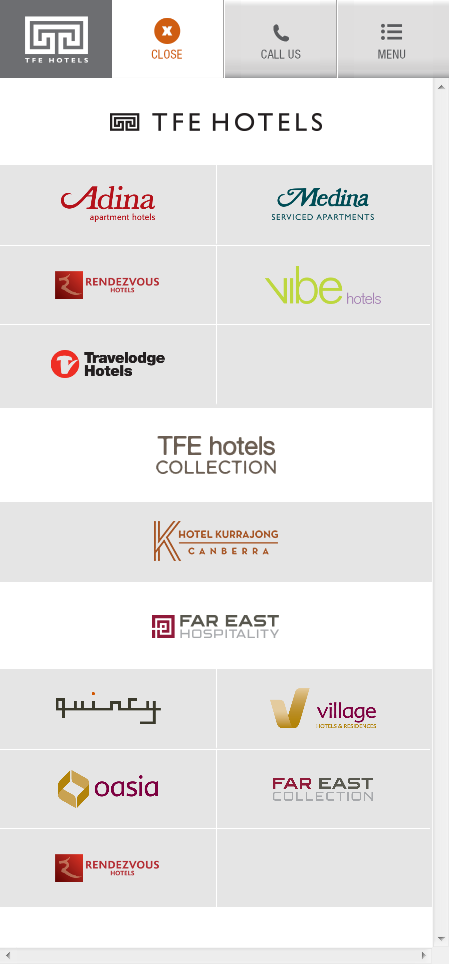 TFE HOTELS
CLOSE
CALL US
MENU
TFE HOTELS
Adina
apartment hotels
Medina
SERVICED APARTMENTS
RENDEZVOUS
HOTELS
vibe hotels
Travelodge
Hotels
TFE hotels
COLLECTION
HOTEL KURRAJONG
CANBERRA
FAR EAST
HOSPITALITY
quincy
village
HOTELS & RESIDENCES
oasia
FAR EAST
COLLECTION
RENDEZVOUS
HOTELS